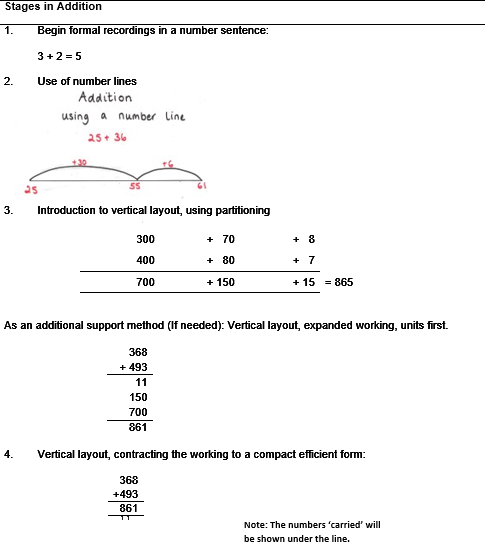 Stages in Addition
1. Begin formal recordings in a number sentence:
3 + 2 = 5
2. Use of number lines
Addition
using a number line
25 + 36
+30 +6
25 55 61
3. Introduction to vertical layout, using partitioning
300 + 70 + 8
400 + 80 + 7
700 + 150 + 15 = 865
As an additional support method (If needed): Vertical layout, expanded working, units first.
368
+ 493
11
150
700
861
4. Vertical layout, contracting the working to a compact efficient form:
368
+493
861
1 1
Note: The numbers ‘carried’ will
be shown under the line.